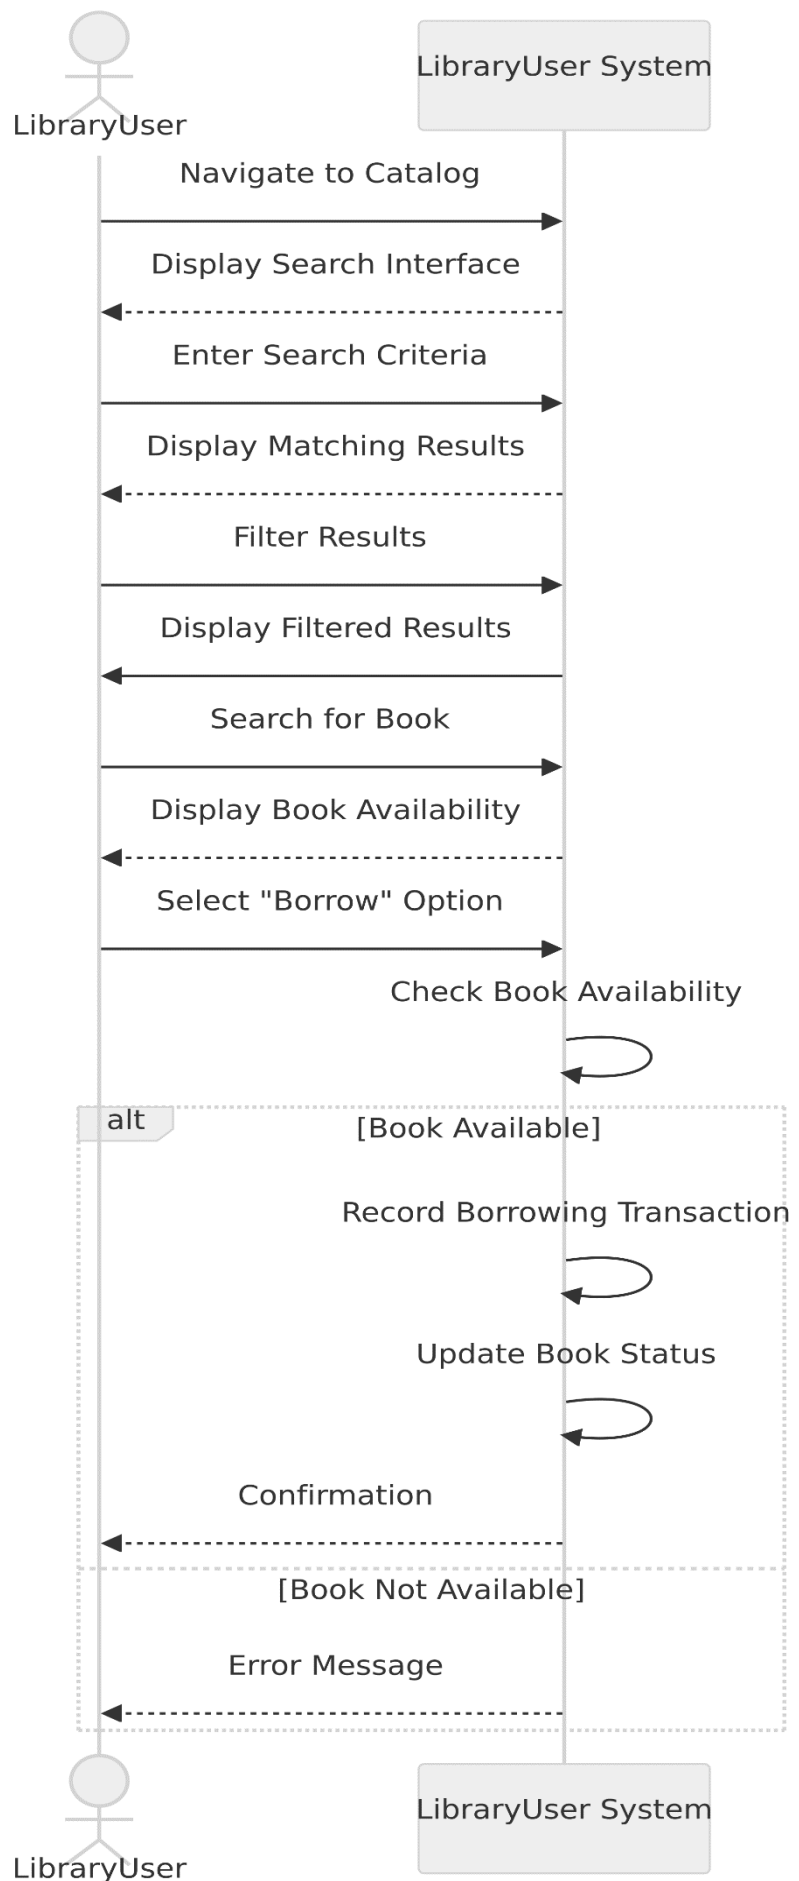 LibraryUser System
LibraryUser
Navigate to Catalog
Display Search Interface
Enter Search Criteria
Display Matching Results
Filter Results
Display Filtered Results
Search for Book
Display Book Availability
Select "Borrow" Option
Check Book Availability
alt
[Book Available]
Record Borrowing Transaction
Update Book Status
Confirmation
[Book Not Available]
Error Message
LibraryUser System
LibraryUser